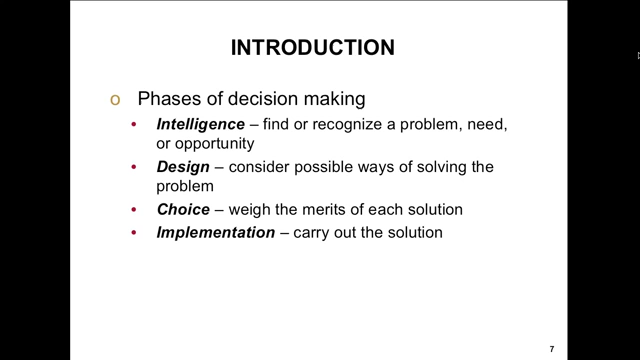 INTRODUCTION
o Phases of decision making
• Intelligence – find or recognize a problem, need,
or opportunity
• Design – consider possible ways of solving the
problem
• Choice – weigh the merits of each solution
• Implementation – carry out the solution
7